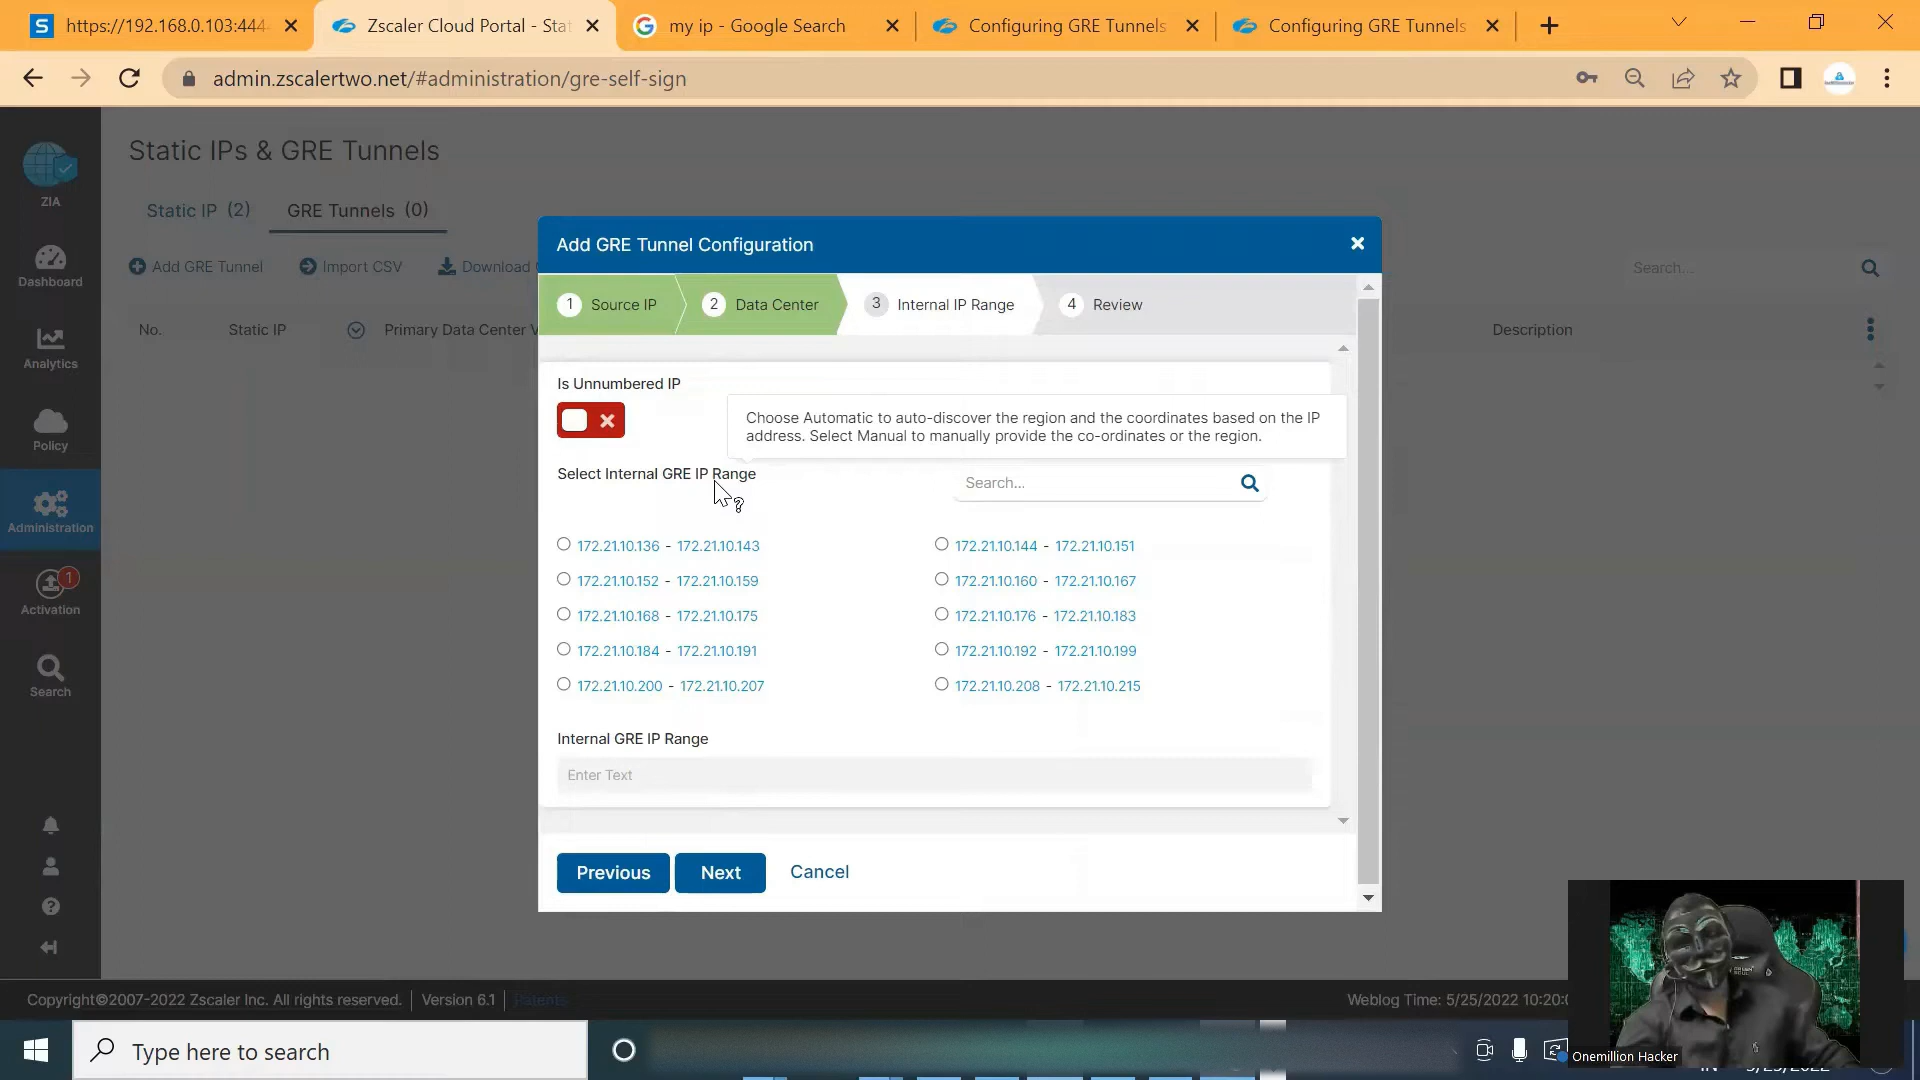 https://192.168.0.103:444
Zscaler Cloud Portal - Stat
my ip - Google Search
Configuring GRE Tunnels
Configuring GRE Tunnels
admin.zscalertwo.net/#administration/gre-self-sign
ZIA
Dashboard
Analytics
Policy
Administration
1
Activation
Search
Static IPs & GRE Tunnels
Static IP (2)
GRE Tunnels (0)
Add GRE Tunnel
Import CSV
Download
Search...
No.
Static IP
Primary Data Center V
Description
Add GRE Tunnel Configuration
1 Source IP
2 Data Center
3 Internal IP Range
4 Review
Is Unnumbered IP
Choose Automatic to auto-discover the region and the coordinates based on the IP
address. Select Manual to manually provide the co-ordinates or the region.
Select Internal GRE IP Range
Search...
172.21.10.136 - 172.21.10.143
172.21.10.144 - 172.21.10.151
172.21.10.152 - 172.21.10.159
172.21.10.160 - 172.21.10.167
172.21.10.168 - 172.21.10.175
172.21.10.176 - 172.21.10.183
172.21.10.184 - 172.21.10.191
172.21.10.192 - 172.21.10.199
172.21.10.200 - 172.21.10.207
172.21.10.208 - 172.21.10.215
Internal GRE IP Range
Enter Text
Previous
Next
Cancel
Copyright©2007-2022 Zscaler Inc. All rights reserved. | Version 6.1 | Patents
Weblog Time: 5/25/2022 10:20:0
Type here to search
Onemillion Hacker